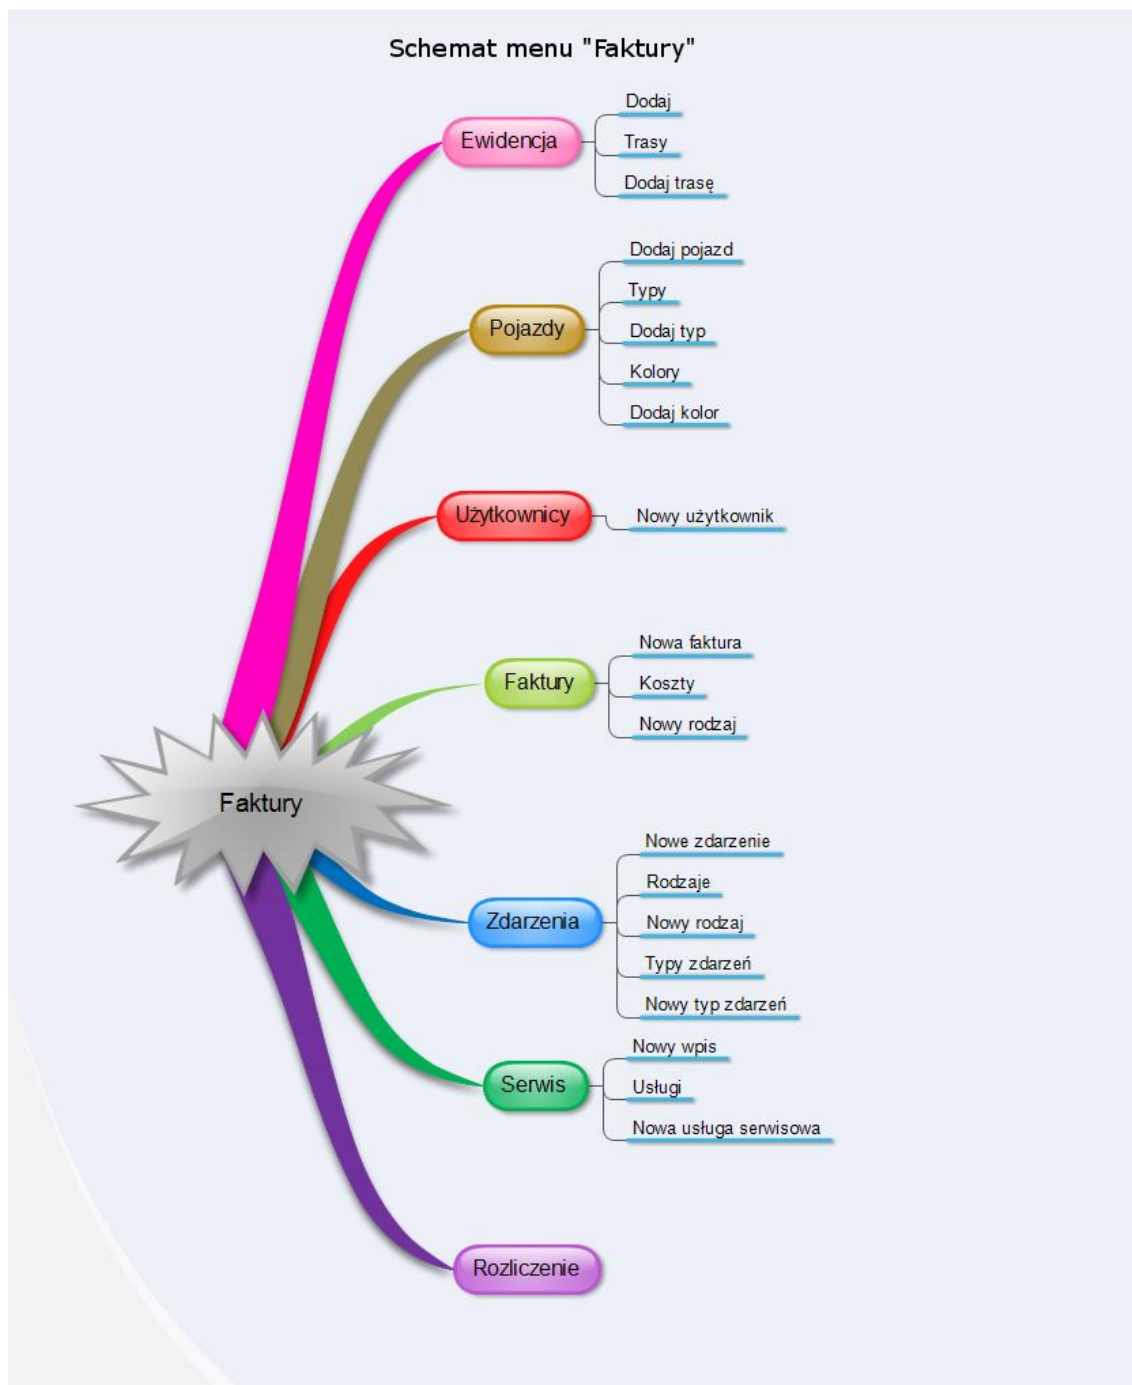 Schemat menu "Faktury"
Ewidencja
Dodaj
Trasy
Dodaj trasę
Pojazdy
Dodaj pojazd
Typy
Dodaj typ
Kolory
Dodaj kolor
Użytkownicy
Nowy użytkownik
Faktury
Nowa faktura
Koszty
Nowy rodzaj
Faktury
Zdarzenia
Nowe zdarzenie
Rodzaje
Nowy rodzaj
Typy zdarzeń
Nowy typ zdarzeń
Serwis
Nowy wpis
Usługi
Nowa usługa serwisowa
Rozliczenie